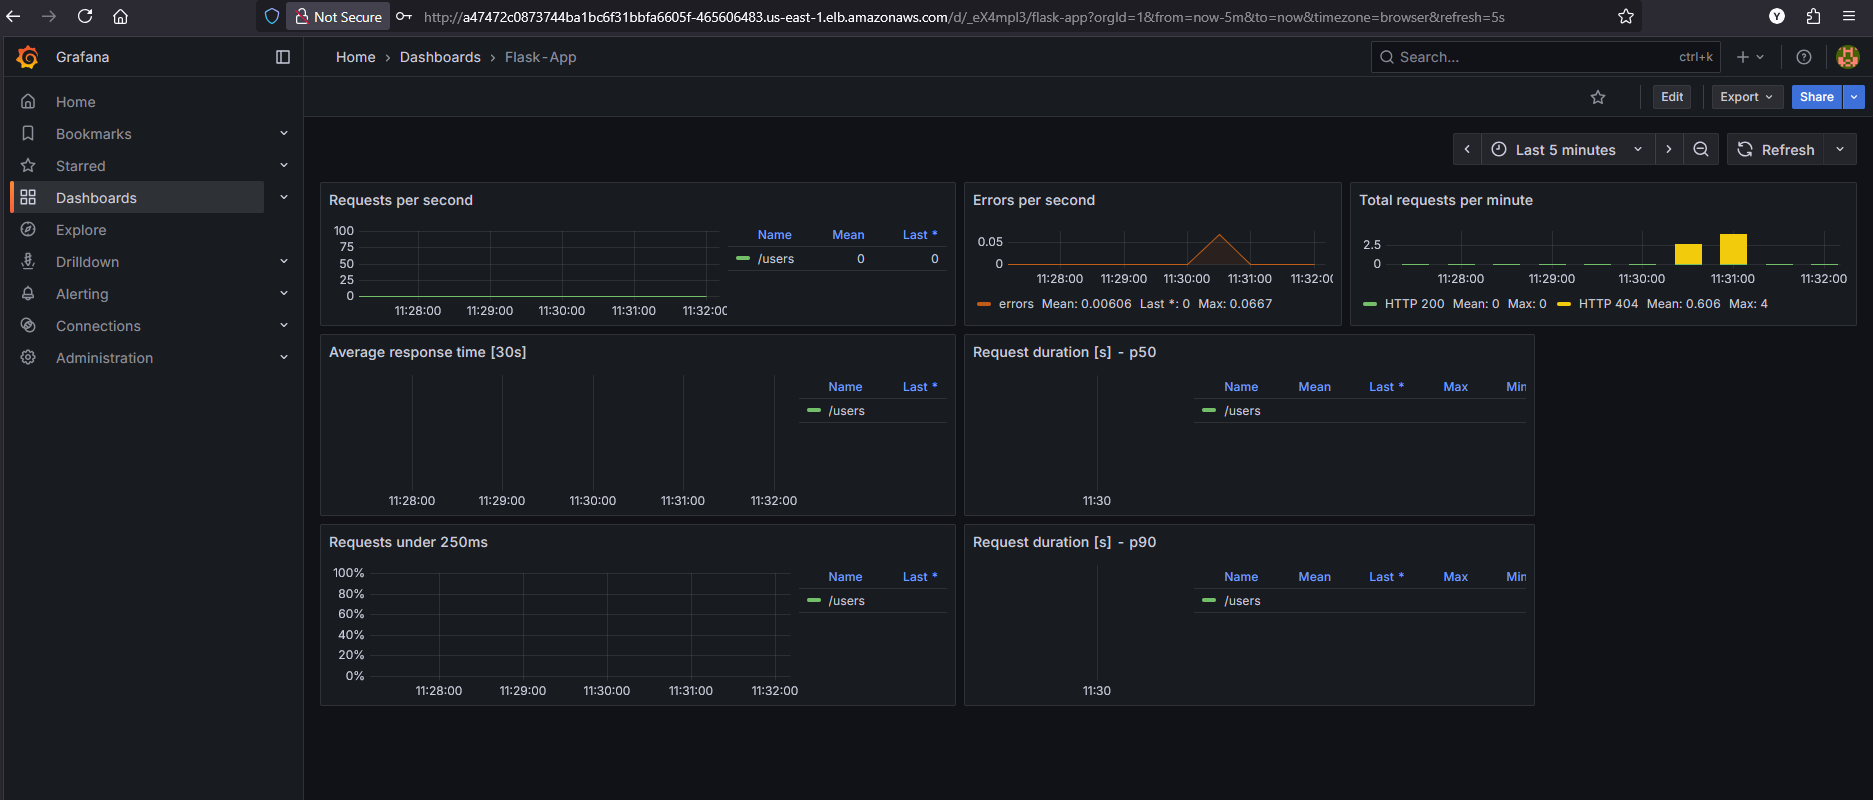 Not Secure
http://a47472c0873744ba1bc6f31bbfa6605f-465606483.us-east-1.elb.amazonaws.com/d/_eX4mpl3/flask-app?orgId=1&from=now-5m&to=now&timezone=browser&refresh=5s
Y
Grafana
Home › Dashboards › Flask-App
Search... ctrl+k
Home
Bookmarks
Starred
Dashboards
Explore
Drilldown
Alerting
Connections
Administration
Edit Export Share
Last 5 minutes Refresh
Requests per second
100
75
50
25
0
11:28:00 11:29:00 11:30:00 11:31:00 11:32:00
Name Mean Last *
/users 0 0
Errors per second
0.05
0
11:28:00 11:29:00 11:30:00 11:31:00 11:32:00
errors Mean: 0.00606 Last *: 0 Max: 0.0667
Total requests per minute
2.5
0
11:28:00 11:29:00 11:30:00 11:31:00 11:32:00
HTTP 200 Mean: 0 Max: 0 HTTP 404 Mean: 0.606 Max: 4
Average response time [30s]
Name Last *
/users
11:28:00 11:29:00 11:30:00 11:31:00 11:32:00
Request duration [s] - p50
Name Mean Last * Max Min
/users
11:30
Requests under 250ms
100%
80%
60%
40%
20%
0%
11:28:00 11:29:00 11:30:00 11:31:00 11:32:00
Name Last *
/users
Request duration [s] - p90
Name Mean Last * Max Min
/users
11:30